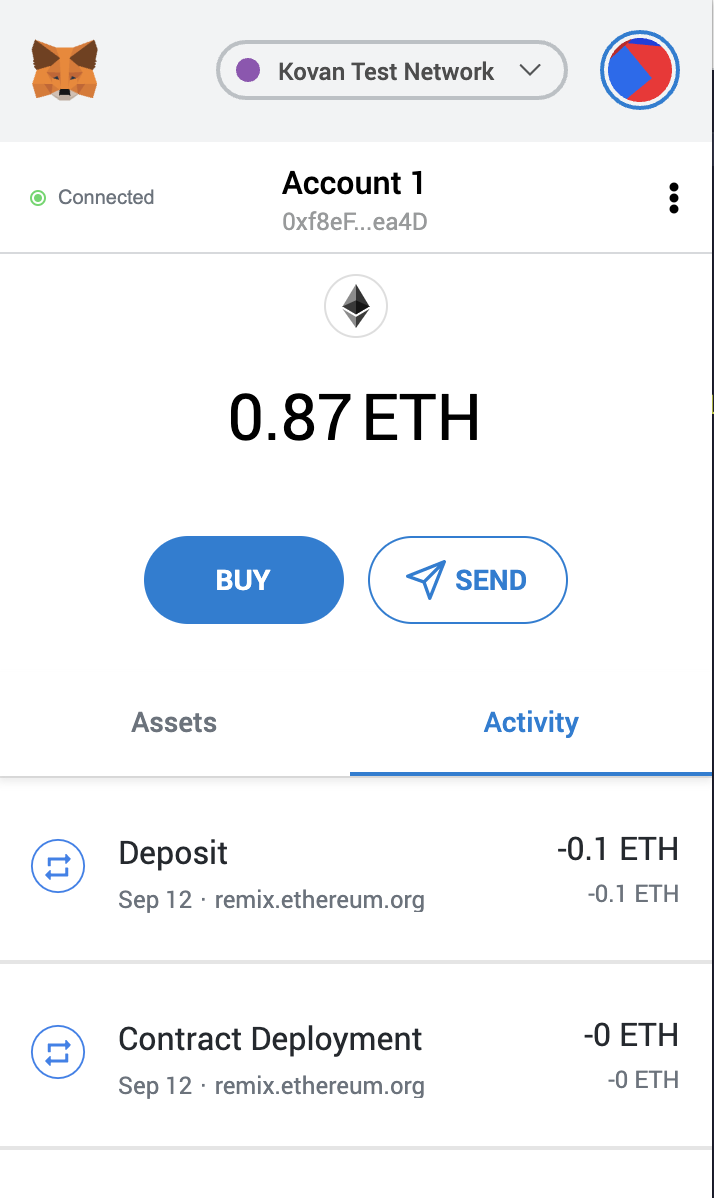 Kovan Test Network
Connected
Account 1
0xf8eF...ea4D
0.87 ETH
BUY
SEND
Assets
Activity
Deposit
-0.1 ETH
Sep 12 · remix.ethereum.org
-0.1 ETH
Contract Deployment
-0 ETH
Sep 12 · remix.ethereum.org
-0 ETH